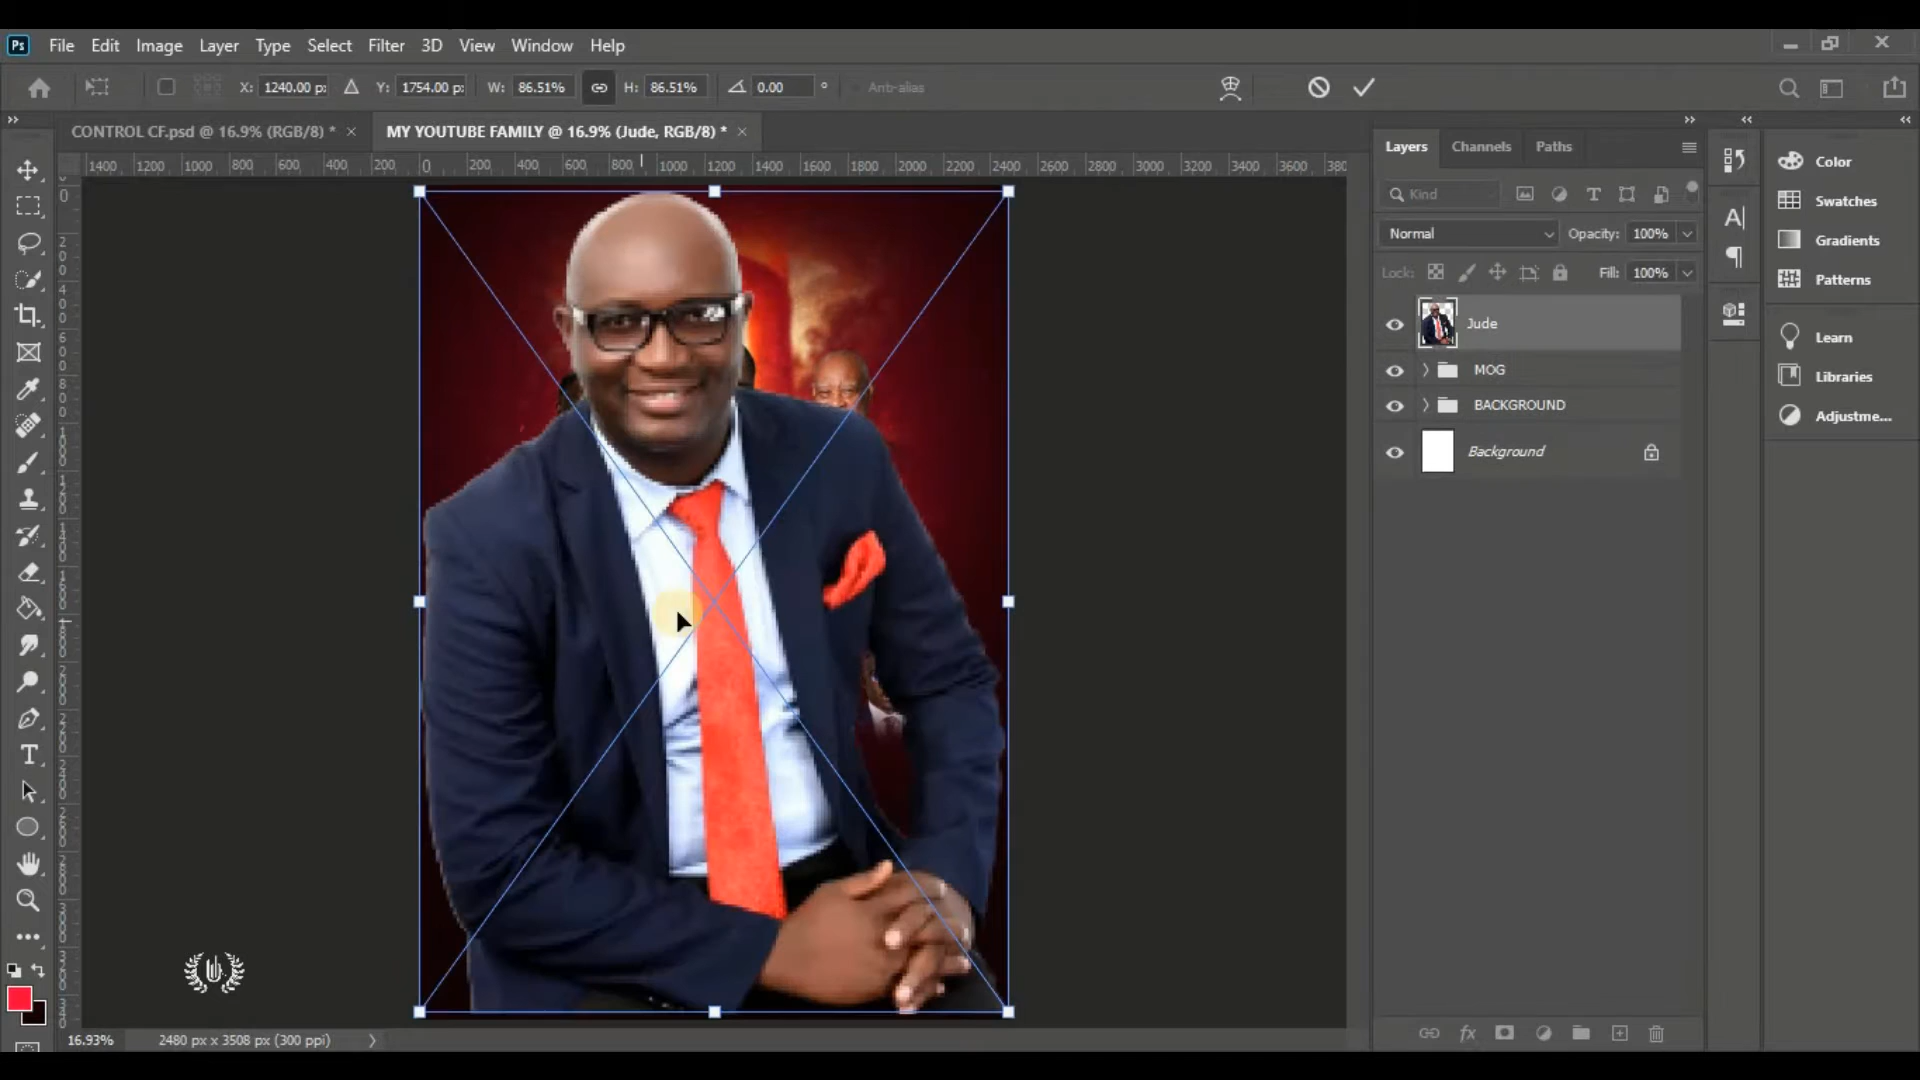 Ps File Edit Image Layer Type Select Filter 3D View Window Help
X: 1240.00 p: Y: 1754.00 p: W: 86.51% H: 86.51% 0.00 ° Anti-alias
CONTROL CF.psd @ 16.9% (RGB/8) * × MY YOUTUBE FAMILY @ 16.9% (Jude, RGB/8) * ×
1400 1200 1000 800 600 400 200 0 200 400 600 800 1000 1200 1400 1600 1800 2000 2200 2400 2600 2800 3000 3200 3400 3600 380
Layers Channels Paths
Kind
Normal Opacity: 100%
Lock: Fill: 100%
Jude
MOG
BACKGROUND
Background
Color
Swatches
Gradients
Patterns
Learn
Libraries
Adjustme...
16.93% 2480 px x 3508 px (300 ppi)